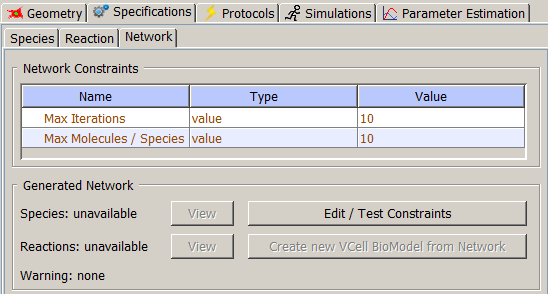 Geometry Specifications Protocols Simulations Parameter Estimation
Species Reaction Network
Network Constraints
Name Type Value
Max Iterations value 10
Max Molecules / Species value 10
Generated Network
Species: unavailable View Edit / Test Constraints
Reactions: unavailable View Create new VCell BioModel from Network
Warning: none